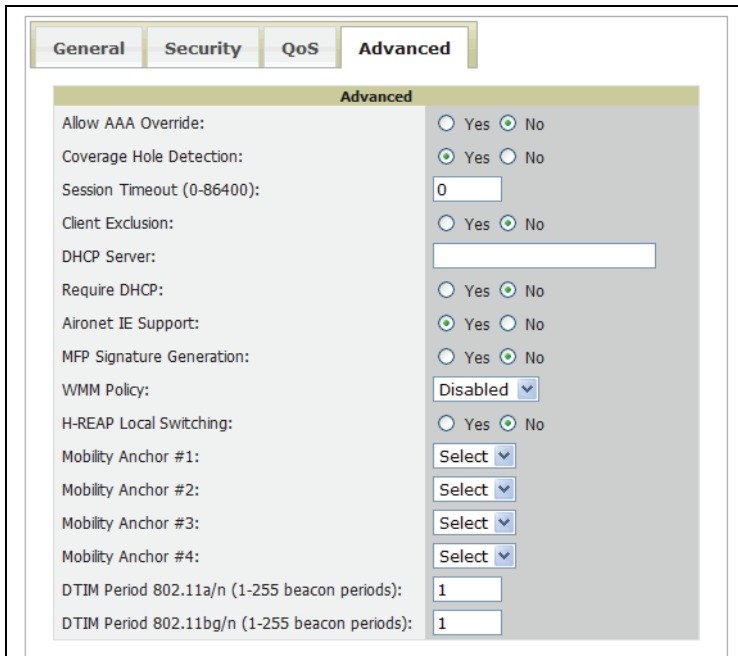 General Security QoS Advanced
Advanced
Allow AAA Override: Yes No
Coverage Hole Detection: Yes No
Session Timeout (0-86400): 0
Client Exclusion: Yes No
DHCP Server:
Require DHCP: Yes No
Aironet IE Support: Yes No
MFP Signature Generation: Yes No
WMM Policy: Disabled
H-REAP Local Switching: Yes No
Mobility Anchor #1: Select
Mobility Anchor #2: Select
Mobility Anchor #3: Select
Mobility Anchor #4: Select
DTIM Period 802.11a/n (1-255 beacon periods): 1
DTIM Period 802.11bg/n (1-255 beacon periods): 1